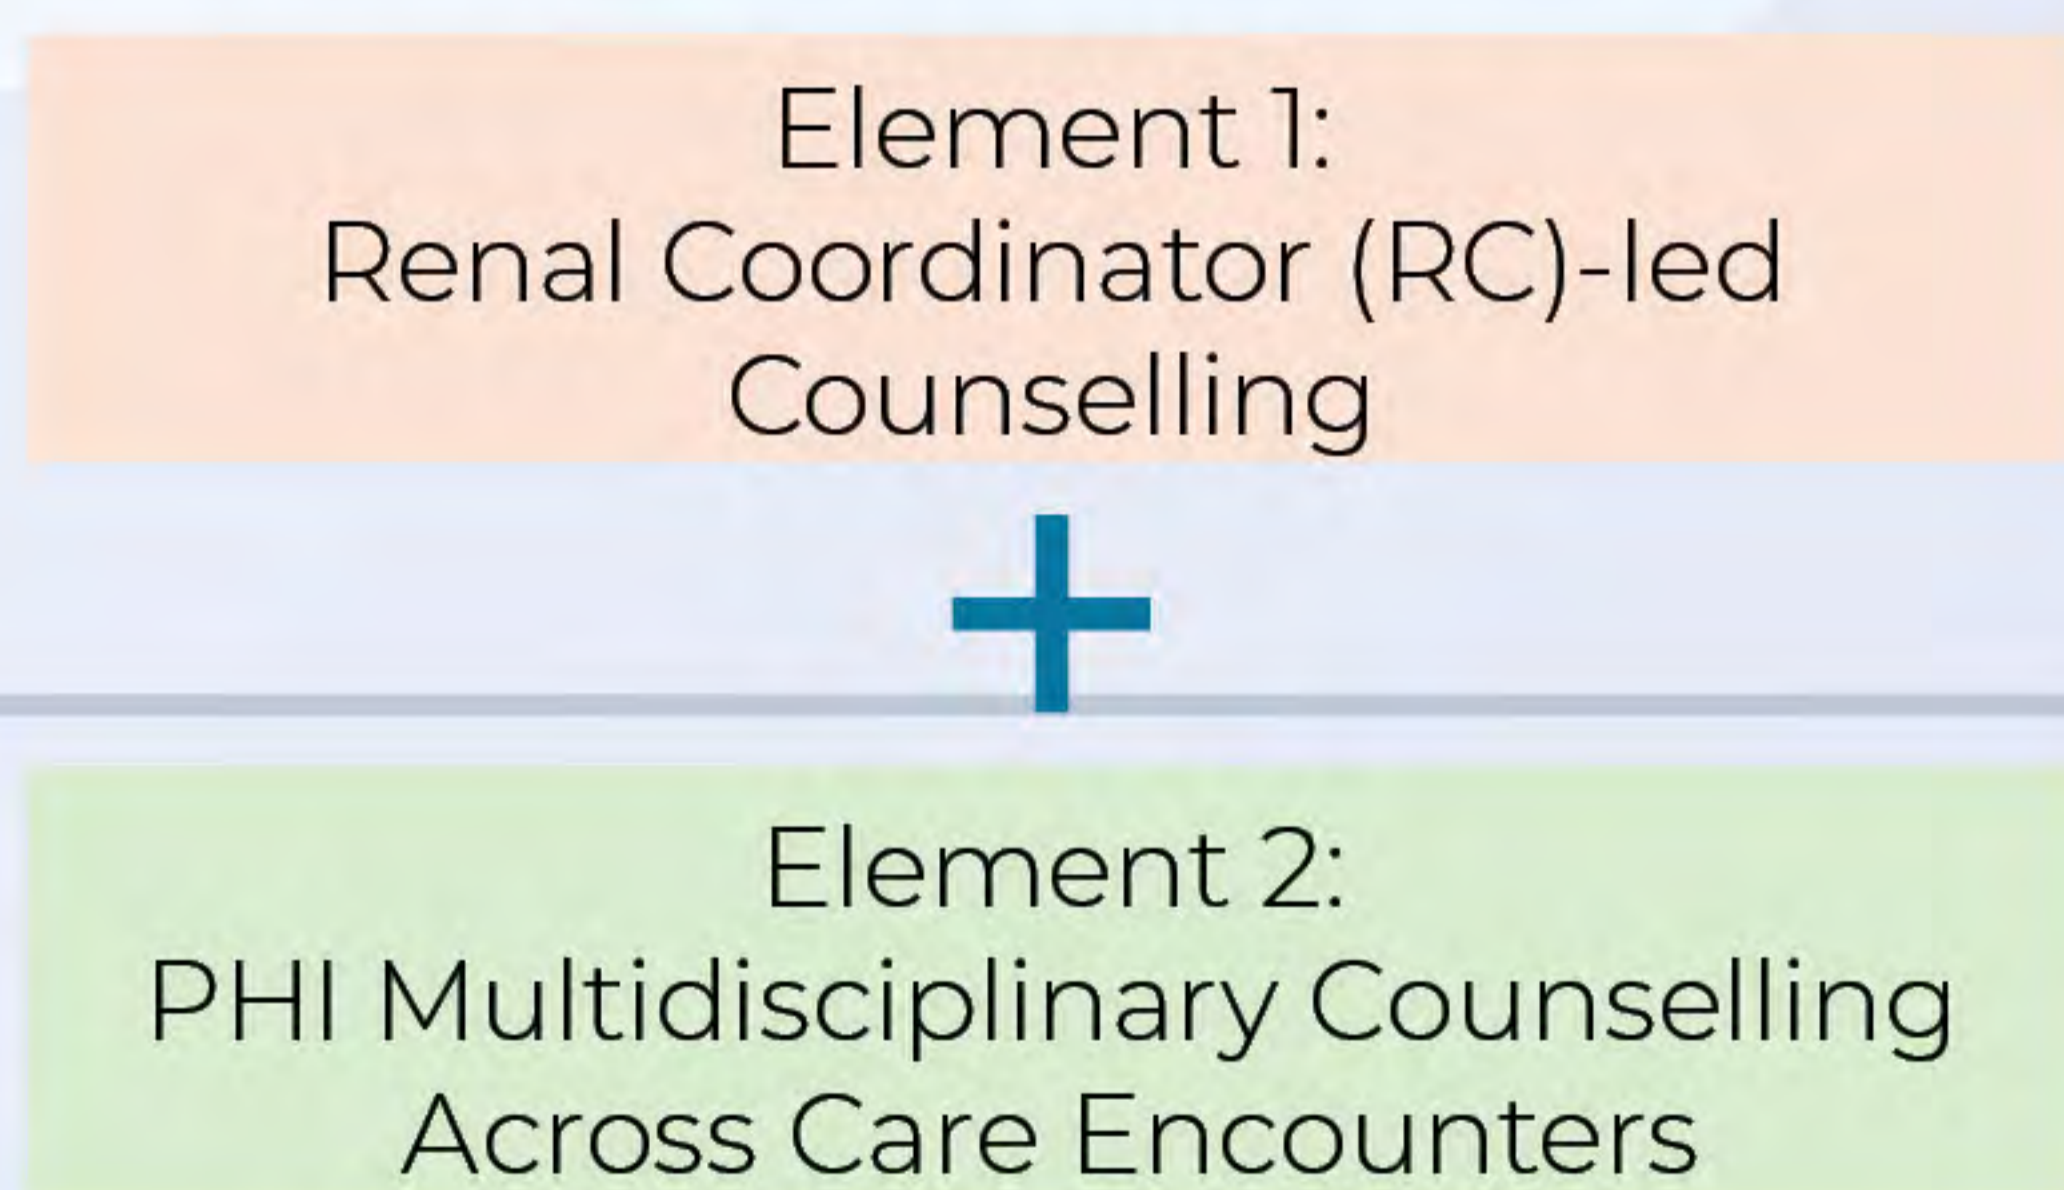 Element 1:
Renal Coordinator (RC)-led
Counselling
+
Element 2:
PHI Multidisciplinary Counselling
Across Care Encounters